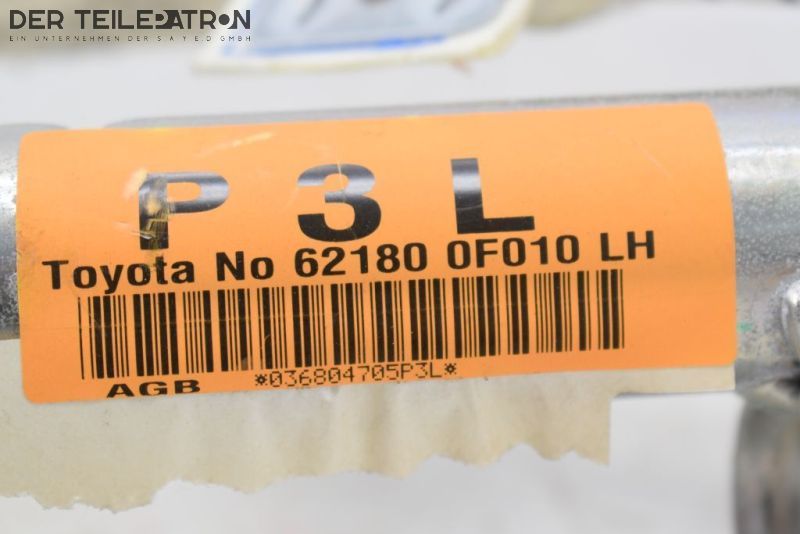 DER TEILEPATRON
EIN UNTERNEHMEN DER S A Y E D GMBH
P 3 L
Toyota No 62180 0F010 LH
AGB *036804705P3L*